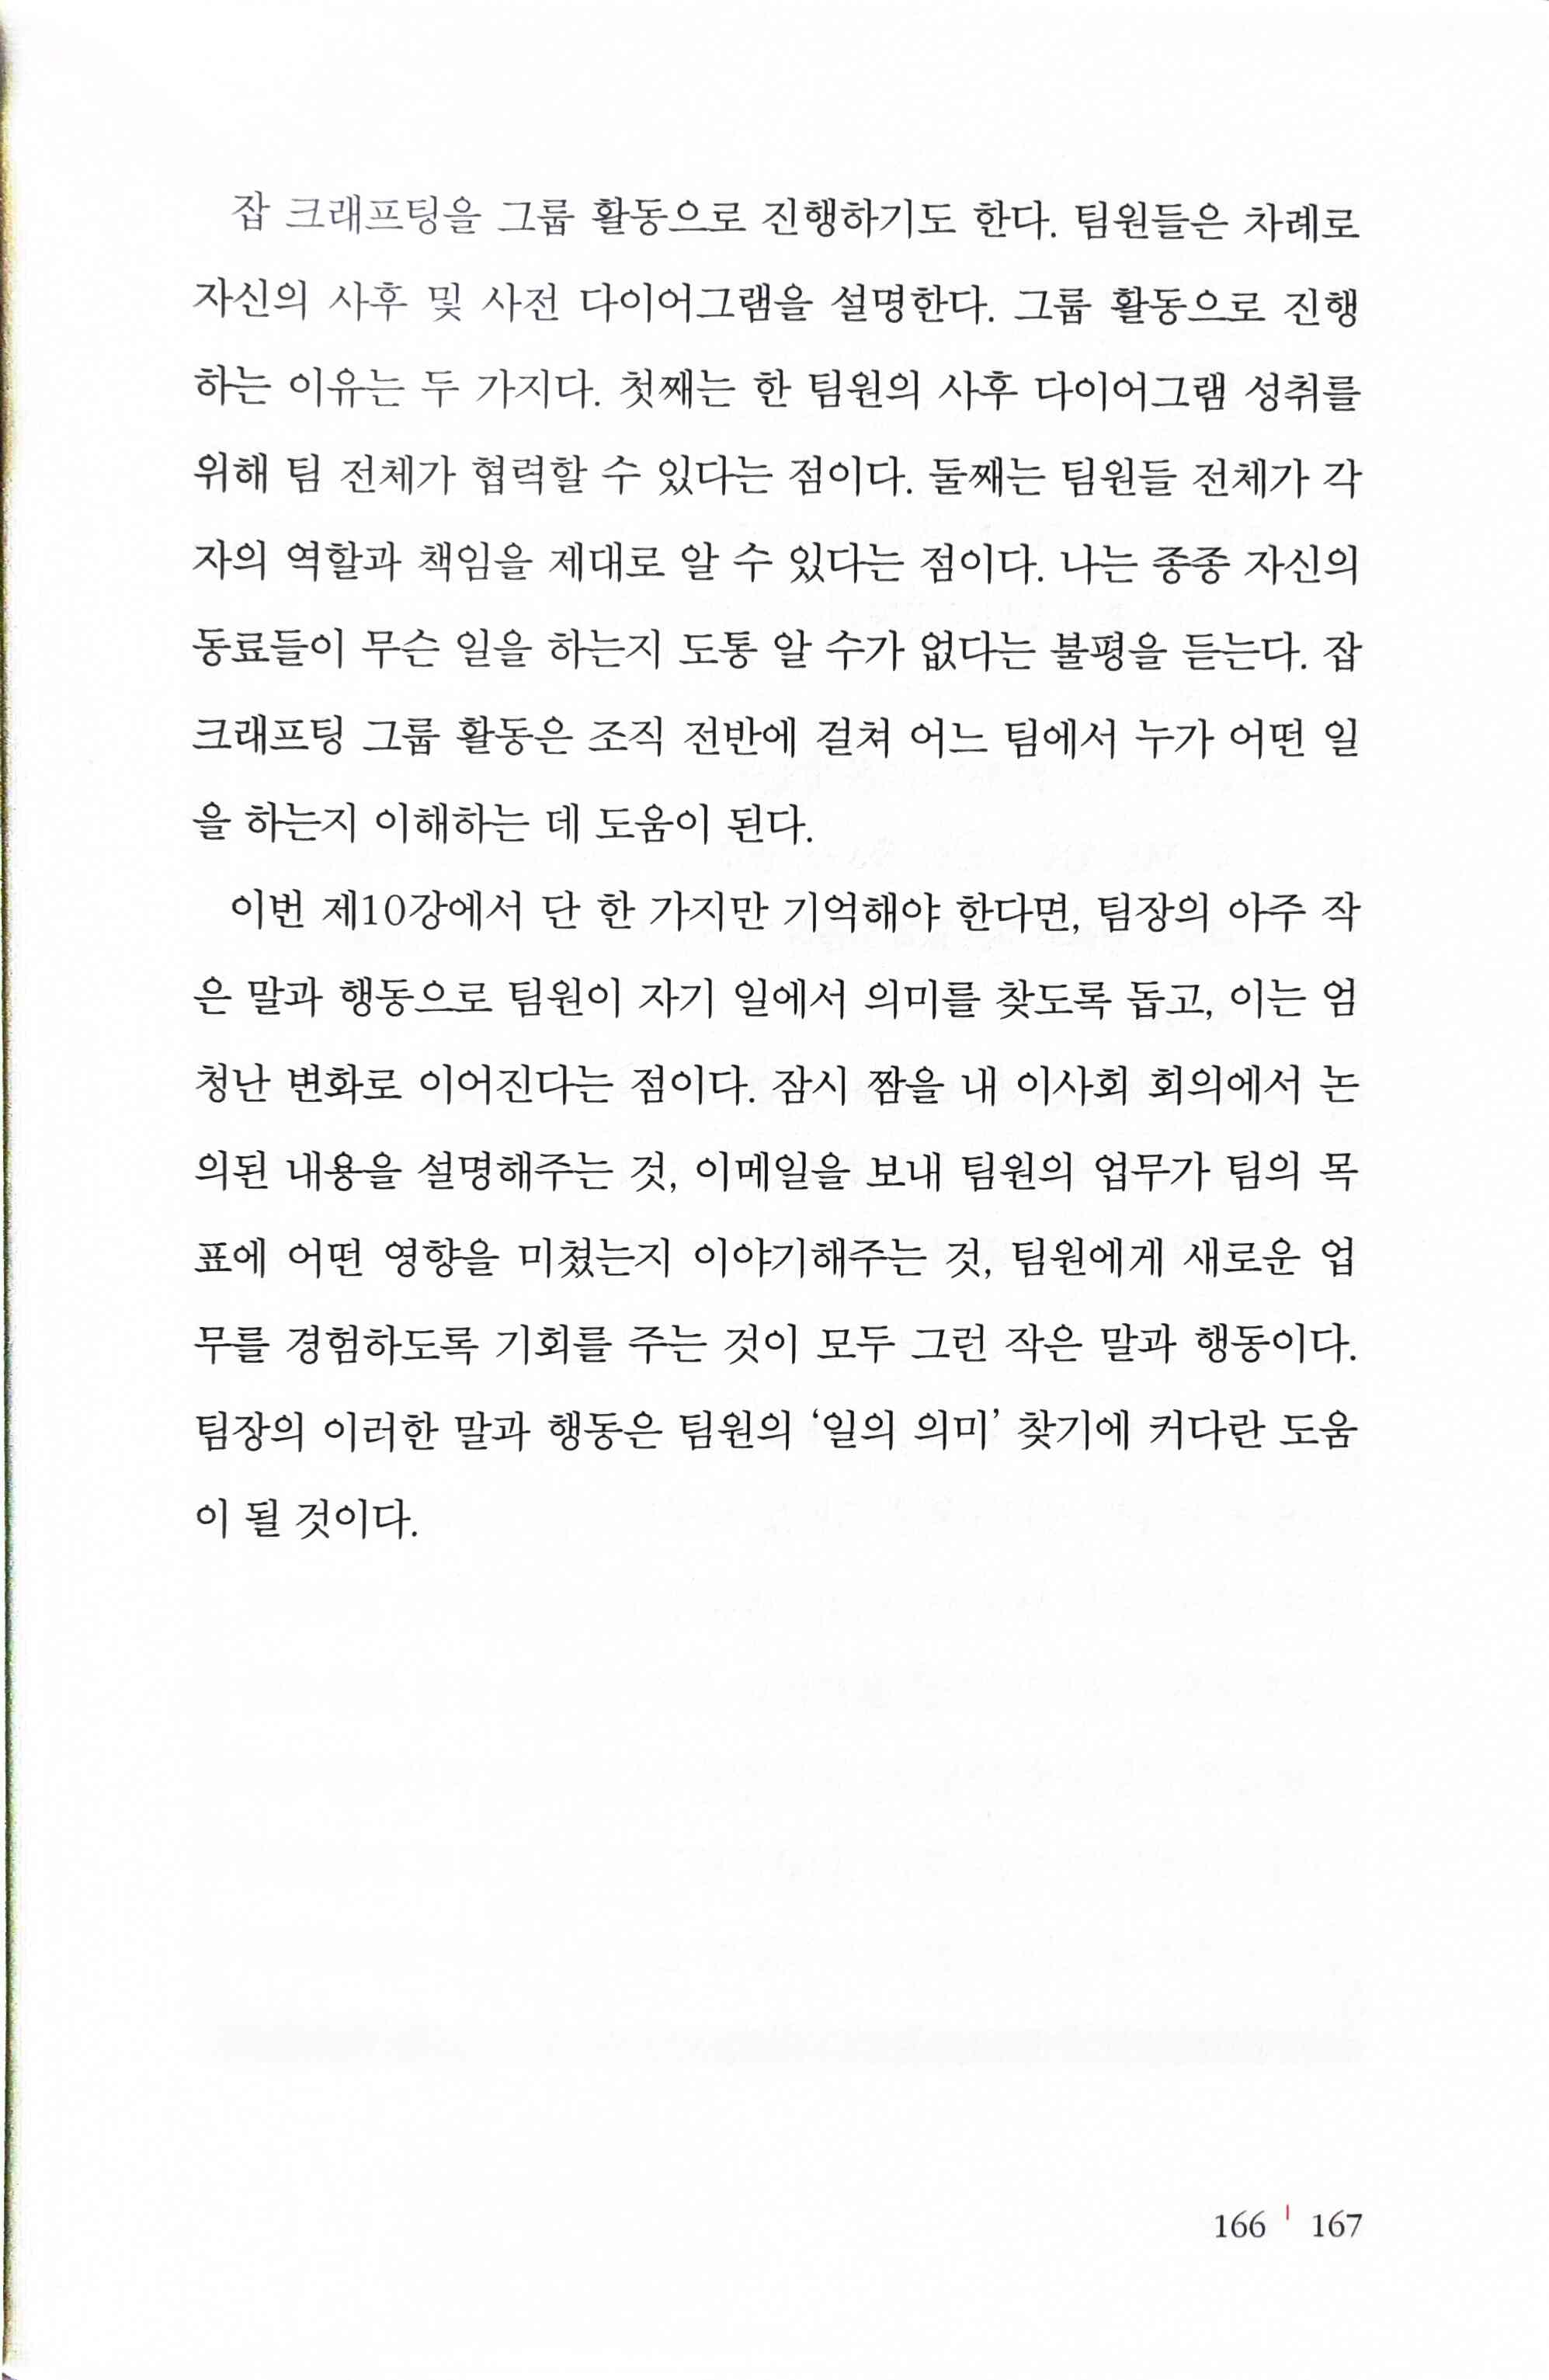 잡 크래프팅을 그룹 활동으로 진행하기도 한다. 팀원들은 차례로
자신의 사후 및 사전 다이어그램을 설명한다. 그룹 활동으로 진행
하는 이유는 두 가지다. 첫째는 한 팀원의 사후 다이어그램 성취를
위해 팀 전체가 협력할 수 있다는 점이다. 둘째는 팀원들 전체가 각
자의 역할과 책임을 제대로 알 수 있다는 점이다. 나는 종종 자신의
동료들이 무슨 일을 하는지 도통 알 수가 없다는 불평을 듣는다. 잡
크래프팅 그룹 활동은 조직 전반에 걸쳐 어느 팀에서 누가 어떤 일
을 하는지 이해하는 데 도움이 된다.
이번 제10강에서 단 한 가지만 기억해야 한다면, 팀장의 아주 작
은 말과 행동으로 팀원이 자기 일에서 의미를 찾도록 돕고, 이는 엄
청난 변화로 이어진다는 점이다. 잠시 짬을 내 이사회 회의에서 논
의된 내용을 설명해주는 것, 이메일을 보내 팀원의 업무가 팀의 목
표에 어떤 영향을 미쳤는지 이야기해주는 것, 팀원에게 새로운 업
무를 경험하도록 기회를 주는 것이 모두 그런 작은 말과 행동이다.
팀장의 이러한 말과 행동은 팀원의 ‘일의 의미’ 찾기에 커다란 도움
이 될 것이다.
166 | 167